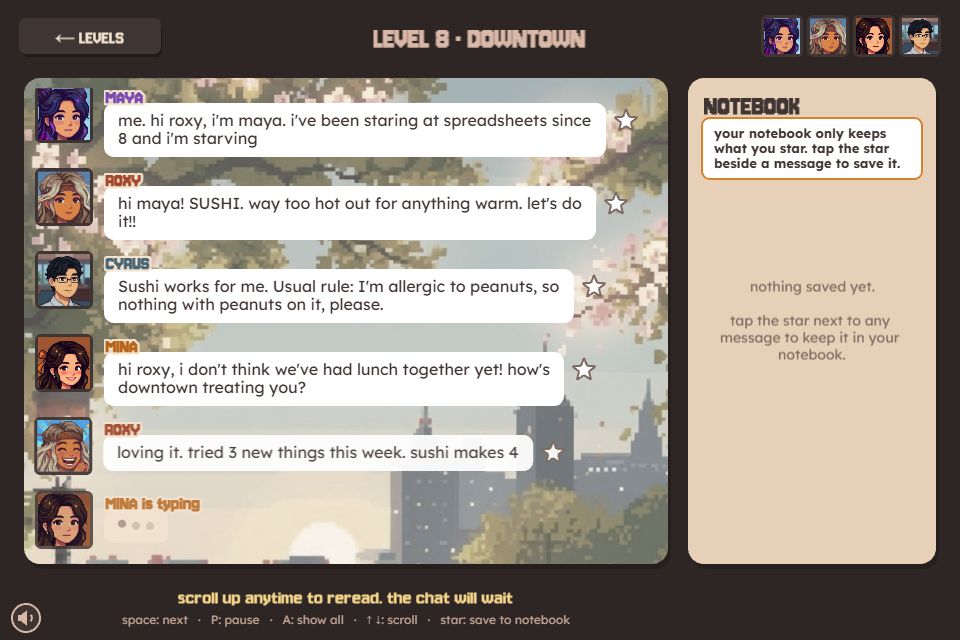 ← LEVELS
LEVEL 8 · DOWNTOWN
MAYA
me. hi roxy, i'm maya. i've been staring at spreadsheets since
8 and i'm starving
ROXY
hi maya! SUSHI. way too hot out for anything warm. let's do
it!!
CYRUS
Sushi works for me. Usual rule: I'm allergic to peanuts, so
nothing with peanuts on it, please.
MINA
hi roxy, i don't think we've had lunch together yet! how's
downtown treating you?
ROXY
loving it. tried 3 new things this week. sushi makes 4
MINA is typing
NOTEBOOK
your notebook only keeps
what you star. tap the star
beside a message to save it.
nothing saved yet.
tap the star next to any
message to keep it in your
notebook.
scroll up anytime to reread. the chat will wait
space: next · P: pause · A: show all · ↑↓: scroll · star: save to notebook